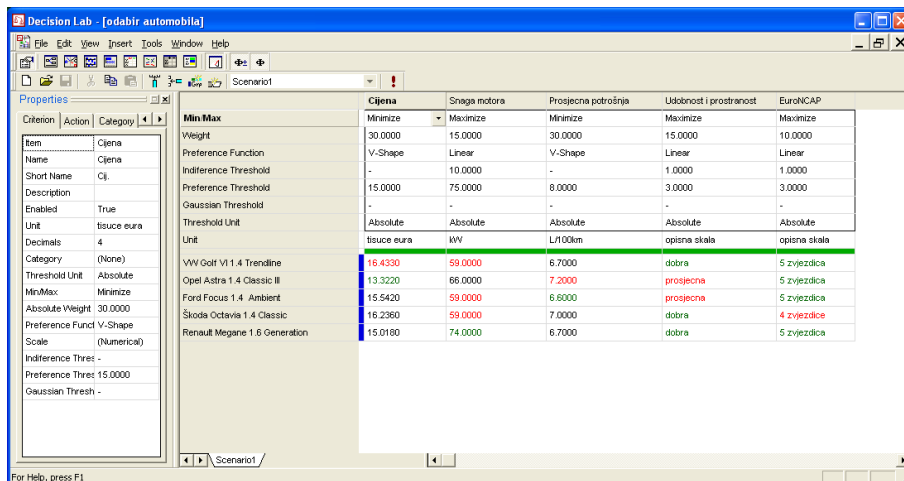 Decision Lab - [odabir automobila]
File Edit View Insert Tools Window Help
Scenario1
Properties
Criterion Action Category
Item Cijena
Name Cijena
Short Name Cij.
Description
Enabled True
Unit tisuce eura
Decimals 4
Category (None)
Threshold Unit Absolute
Min/Max Minimize
Absolute Weight 30.0000
Preference Funct V-Shape
Scale (Numerical)
Indiference Thres -
Preference Thres 15.0000
Gaussian Thresh -
Cijena Snaga motora Prosjecna potrošnja Udobnost i prostranost EuroNCAP
Min/Max Minimize Maximize Minimize Maximize Maximize
Weight 30.0000 15.0000 30.0000 15.0000 10.0000
Preference Function V-Shape Linear V-Shape Linear Linear
Indiference Threshold - 10.0000 - 1.0000 1.0000
Preference Threshold 15.0000 75.0000 8.0000 3.0000 3.0000
Gaussian Threshold - - - - -
Threshold Unit Absolute Absolute Absolute Absolute Absolute
Unit tisuce eura kW L/100km opisna skala opisna skala
VW Golf VI 1.4 Trendline 16.4330 59.0000 6.7000 dobra 5 zvjezdica
Opel Astra 1.4 Classic III 13.3220 66.0000 7.2000 prosjecna 5 zvjezdica
Ford Focus 1.4 Ambient 15.5420 59.0000 6.6000 prosjecna 5 zvjezdica
Škoda Octavia 1.4 Classic 16.2360 59.0000 7.0000 dobra 4 zvjezdice
Renault Megane 1.6 Generation 15.0180 74.0000 6.7000 dobra 5 zvjezdica
Scenario1
For Help, press F1